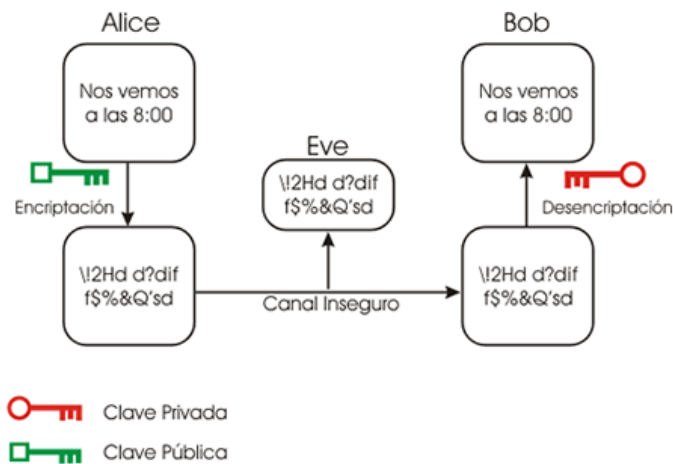 Alice
Bob
Nos vemos
a las 8:00
Nos vemos
a las 8:00
Eve
\!2Hd d?dif
f$%&Q'sd
Encriptación
Desencriptación
\!2Hd d?dif
f$%&Q'sd
\!2Hd d?dif
f$%&Q'sd
Canal Inseguro
Clave Privada
Clave Pública